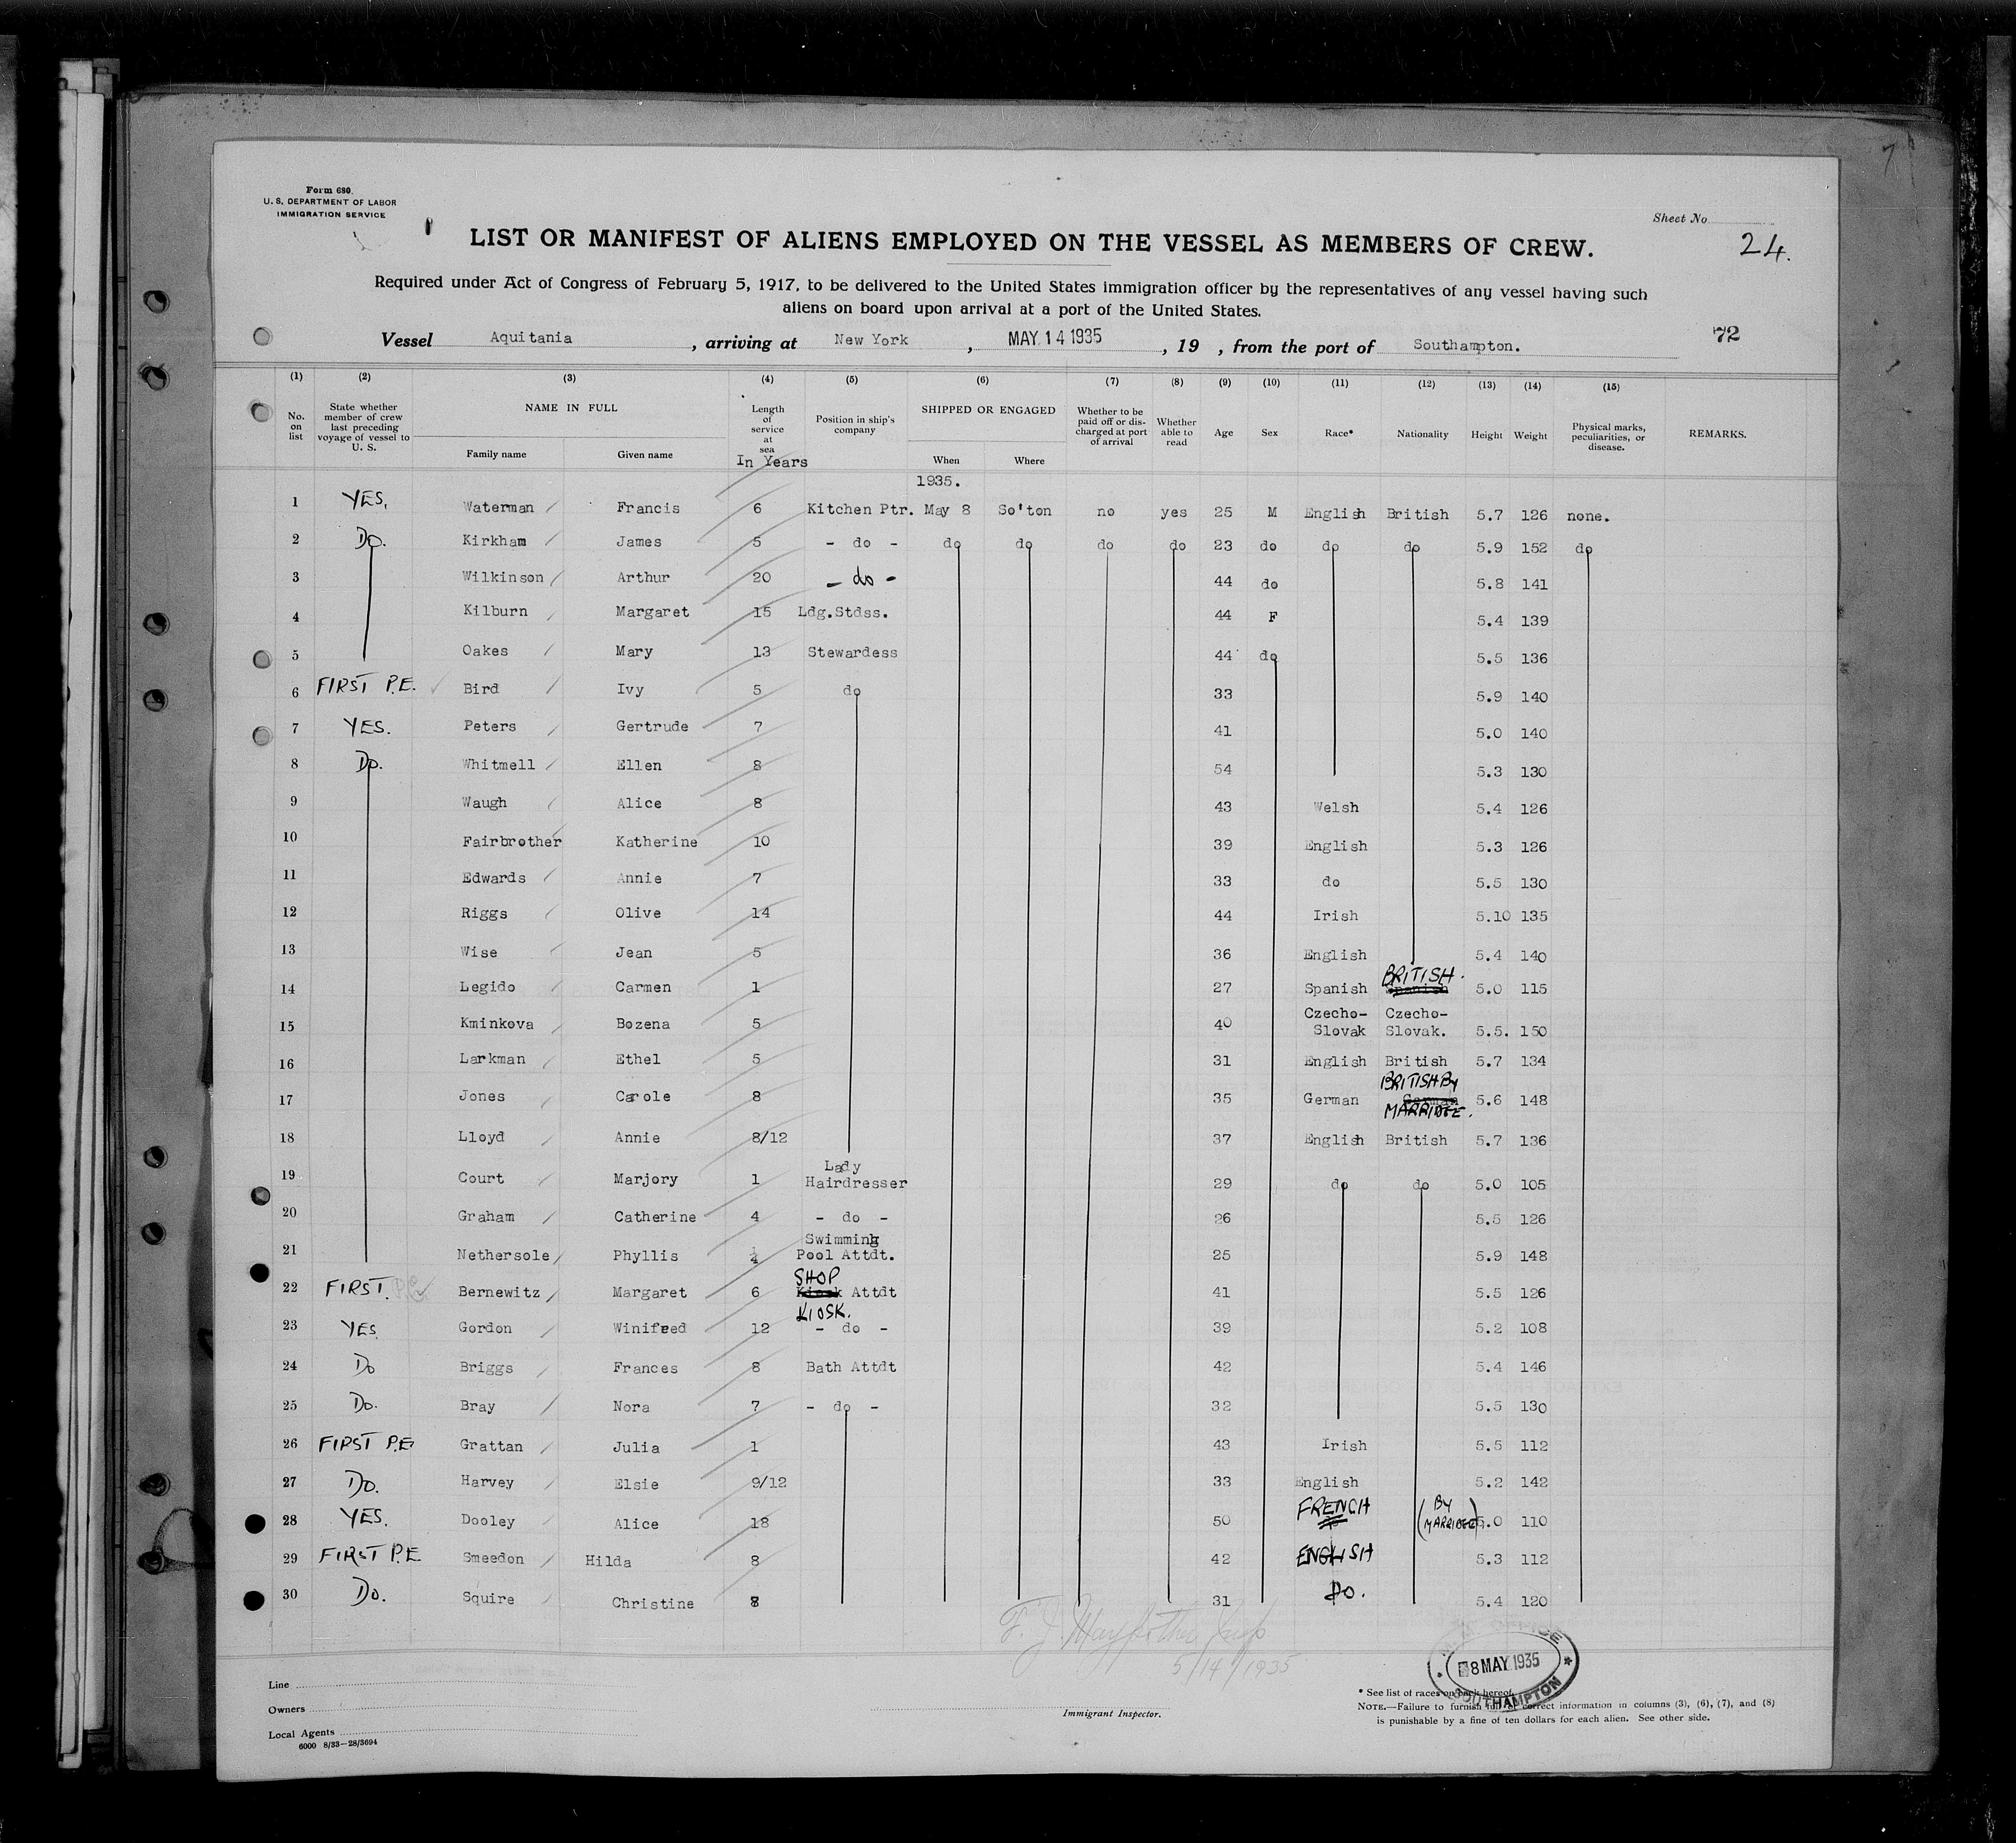 7
Form 680
U. S. DEPARTMENT OF LABOR
IMMIGRATION SERVICE
Sheet No.
24.
LIST OR MANIFEST OF ALIENS EMPLOYED ON THE VESSEL AS MEMBERS OF CREW.
Required under Act of Congress of February 5, 1917, to be delivered to the United States immigration officer by the representatives of any vessel having such
aliens on board upon arrival at a port of the United States.
Vessel Aquitania, arriving at New York, MAY 14 1935, 19 , from the port of Southampton.
72
(1) (2) (3) (4) (5) (6) (7) (8) (9) (10) (11) (12) (13) (14) (15)
No. on list State whether member of crew last preceding voyage of vessel to U. S. NAME IN FULL Family name Given name Length of service at sea In Years Position in ship's company SHIPPED OR ENGAGED When Where Whether to be paid off or discharged at port of arrival Whether able to read Age Sex Race* Nationality Height Weight Physical marks, peculiarities, or disease. REMARKS.
1935.
1 YES, Waterman Francis 6 Kitchen Ptr. May 8 So'ton no yes 25 M English British 5.7 126 none.
2 Do. Kirkham James 5 - do - do do do do 23 do do do 5.9 152 do
3 Wilkinson Arthur 20 - do - 44 do 5.8 141
4 Kilburn Margaret 15 Ldg.Stdss. 44 F 5.4 139
5 Oakes Mary 13 Stewardess 44 do 5.5 136
6 FIRST P.E. Bird Ivy 5 do 33 5.9 140
7 YES. Peters Gertrude 7 41 5.0 140
8 Do. Whitmell Ellen 8 54 5.3 130
9 Waugh Alice 8 43 Welsh 5.4 126
10 Fairbrother Katherine 10 39 English 5.3 126
11 Edwards Annie 7 33 do 5.5 130
12 Riggs Olive 14 44 Irish 5.10 135
13 Wise Jean 5 36 English 5.4 140
14 Legido Carmen 1 27 Spanish BRITISH. Spanish 5.0 115
15 Kminkova Bozena 5 40 Czecho-Slovak Czecho-Slovak. 5.5. 150
16 Larkman Ethel 5 31 English British 5.7 134
17 Jones Carole 8 35 German BRITISH BY German MARRIDGE. 5.6 148
18 Lloyd Annie 8/12 37 English British 5.7 136
19 Court Marjory 1 Lady Hairdresser 29 do do 5.0 105
20 Graham Catherine 4 - do - 26 5.5 126
21 Nethersole Phyllis 4 Swimming Pool Attdt. 25 5.9 148
22 FIRST. P.E. Bernewitz Margaret 6 SHOP Kiosk Attdt 41 5.5 126
23 YES Gordon Winifred 12 KIOSK. - do - 39 5.2 108
24 Do Briggs Frances 8 Bath Attdt 42 5.4 146
25 Do. Bray Nora 7 - do - 32 5.5 130
26 FIRST P.E Grattan Julia 1 43 Irish 5.5 112
27 Do. Harvey Elsie 9/12 33 English 5.2 142
28 YES. Dooley Alice 18 50 FRENCH (BY MARRIDGE) 5.0 110
29 FIRST P.E Smeedon Hilda 8 42 ENGLISH 5.3 112
30 Do. Squire Christine 8 31 Do. 5.4 120
5/14/1935
8 MAY 1935
SOUTHAMPTON
Line
Owners
Local Agents
6000 8/33—28/3694
Immigrant Inspector.
* See list of races on back hereof.
NOTE.—Failure to furnish full or correct information in columns (3), (6), (7), and (8)
is punishable by a fine of ten dollars for each alien. See other side.